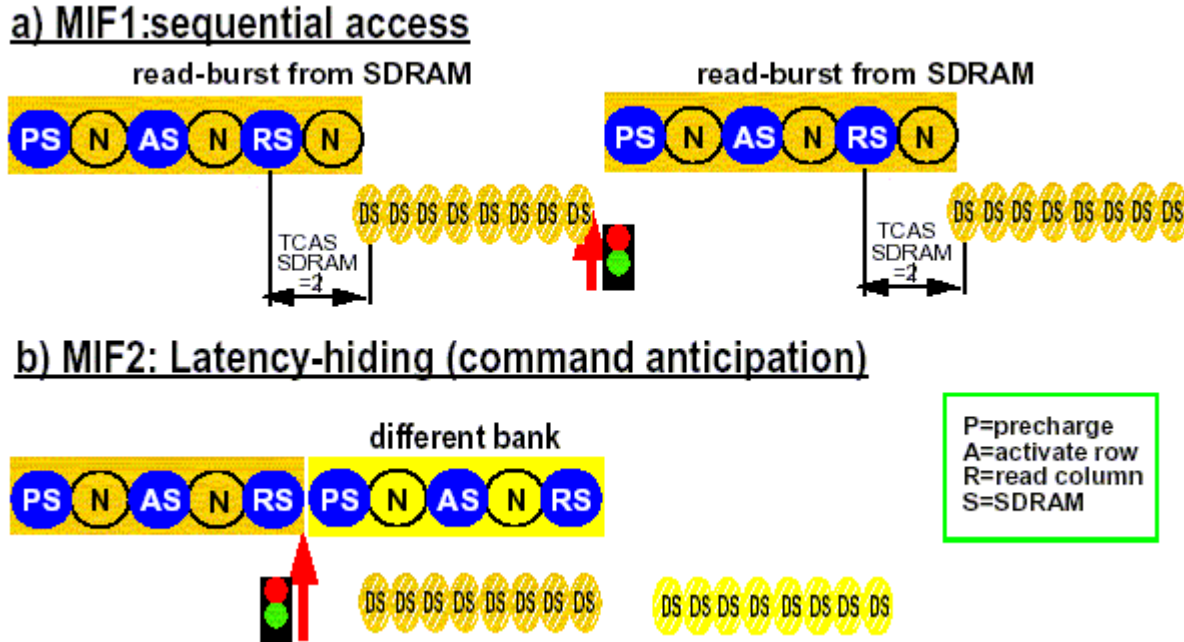 a) MIF1:sequential access
read-burst from SDRAM
read-burst from SDRAM
PS N AS N RS N
PS N AS N RS N
DS DS DS DS DS DS DS DS
DS DS DS DS DS DS DS DS
TCAS
SDRAM
TCAS
SDRAM
b) MIF2: Latency-hiding (command anticipation)
different bank
PS N AS N RS PS N AS N RS
DS DS DS DS DS DS DS DS
DS DS DS DS DS DS DS DS
P=precharge
A=activate row
R=read column
S=SDRAM